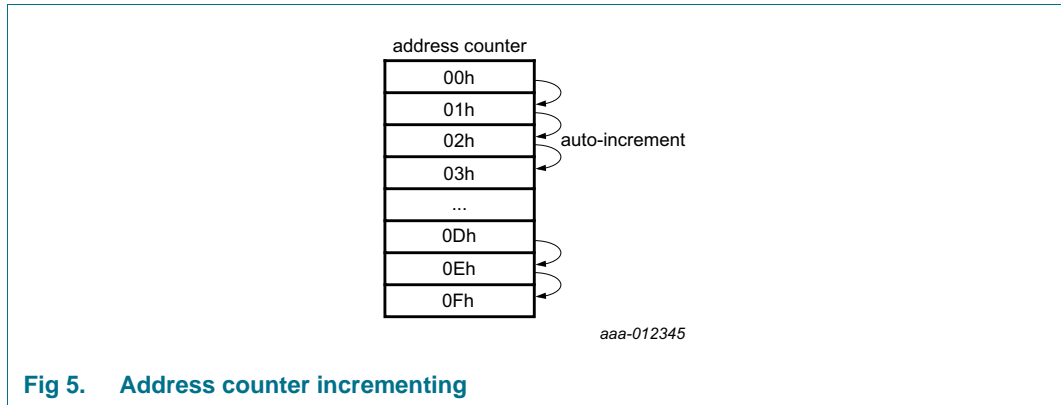 address counter
00h
01h
02h
auto-increment
03h
...
0Dh
0Eh
0Fh
aaa-012345
Fig 5. Address counter incrementing